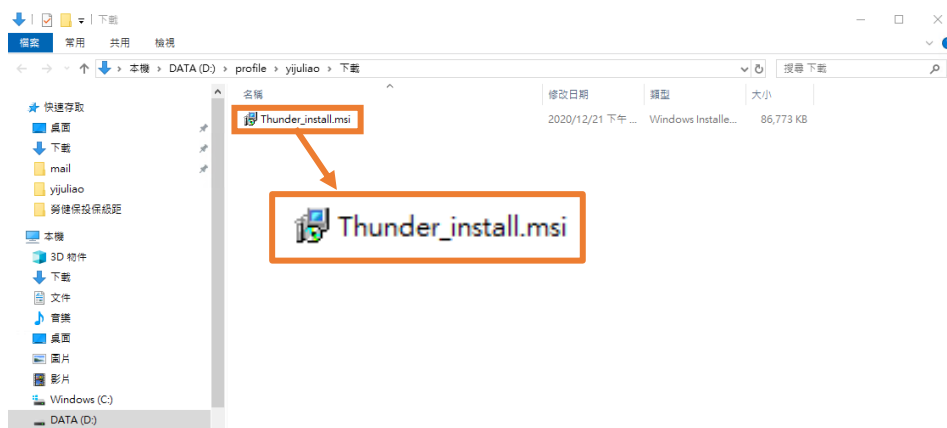 下載
檔案 常用 共用 檢視
本機 › DATA (D:) › profile › yijuliao › 下載
搜尋 下載
名稱 修改日期 類型 大小
Thunder_install.msi 2020/12/21 下午 ... Windows Installe... 86,773 KB
Thunder_install.msi
快速存取
桌面
下載
mail
yijuliao
勞健保投保級距
本機
3D 物件
下載
文件
音樂
桌面
圖片
影片
Windows (C:)
DATA (D:)